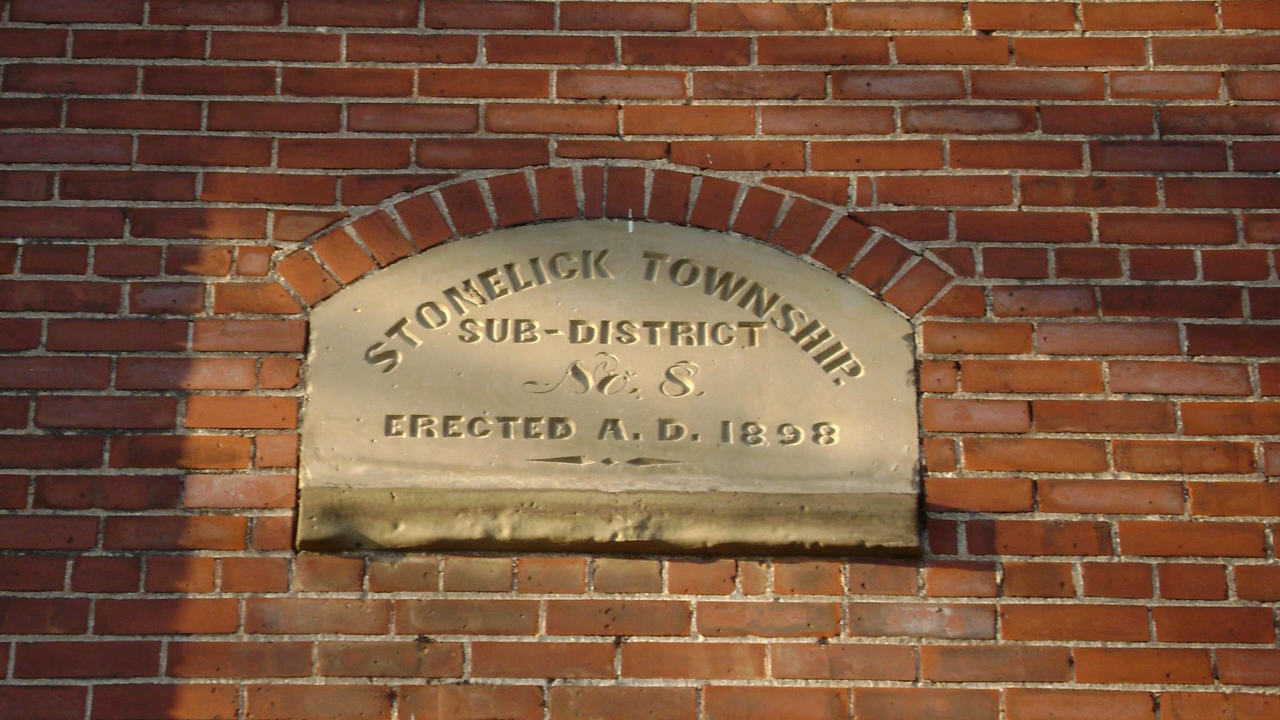 STONELICK TOWNSHIP.
SUB-DISTRICT
No. 8.
ERECTED A. D. 1898